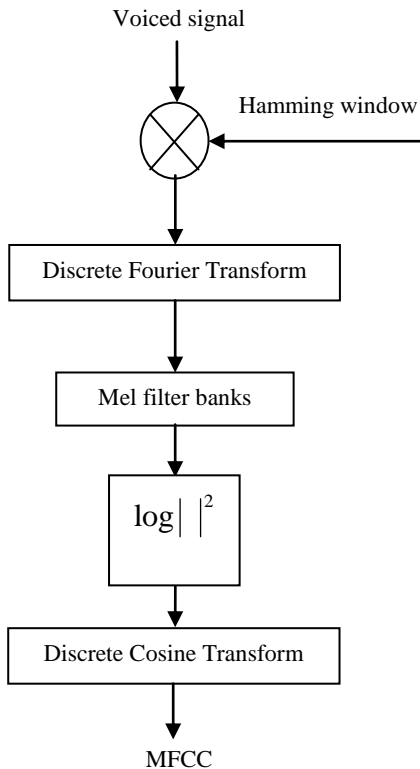 Voiced signal
Hamming window
Discrete Fourier Transform
Mel filter banks
log| |²
Discrete Cosine Transform
MFCC